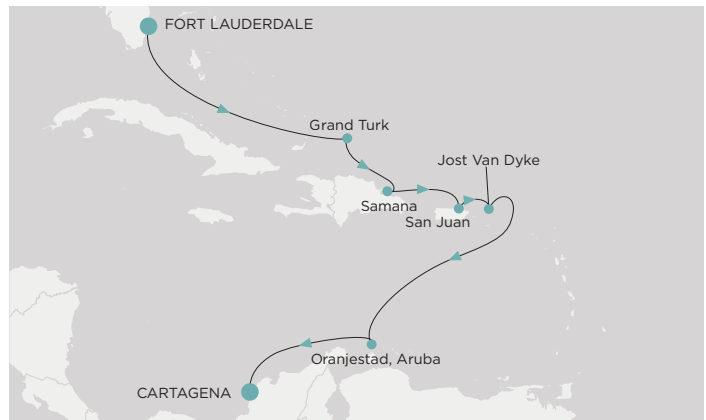 FORT LAUDERDALE
Grand Turk
Jost Van Dyke
Samana
San Juan
Oranjestad, Aruba
CARTAGENA